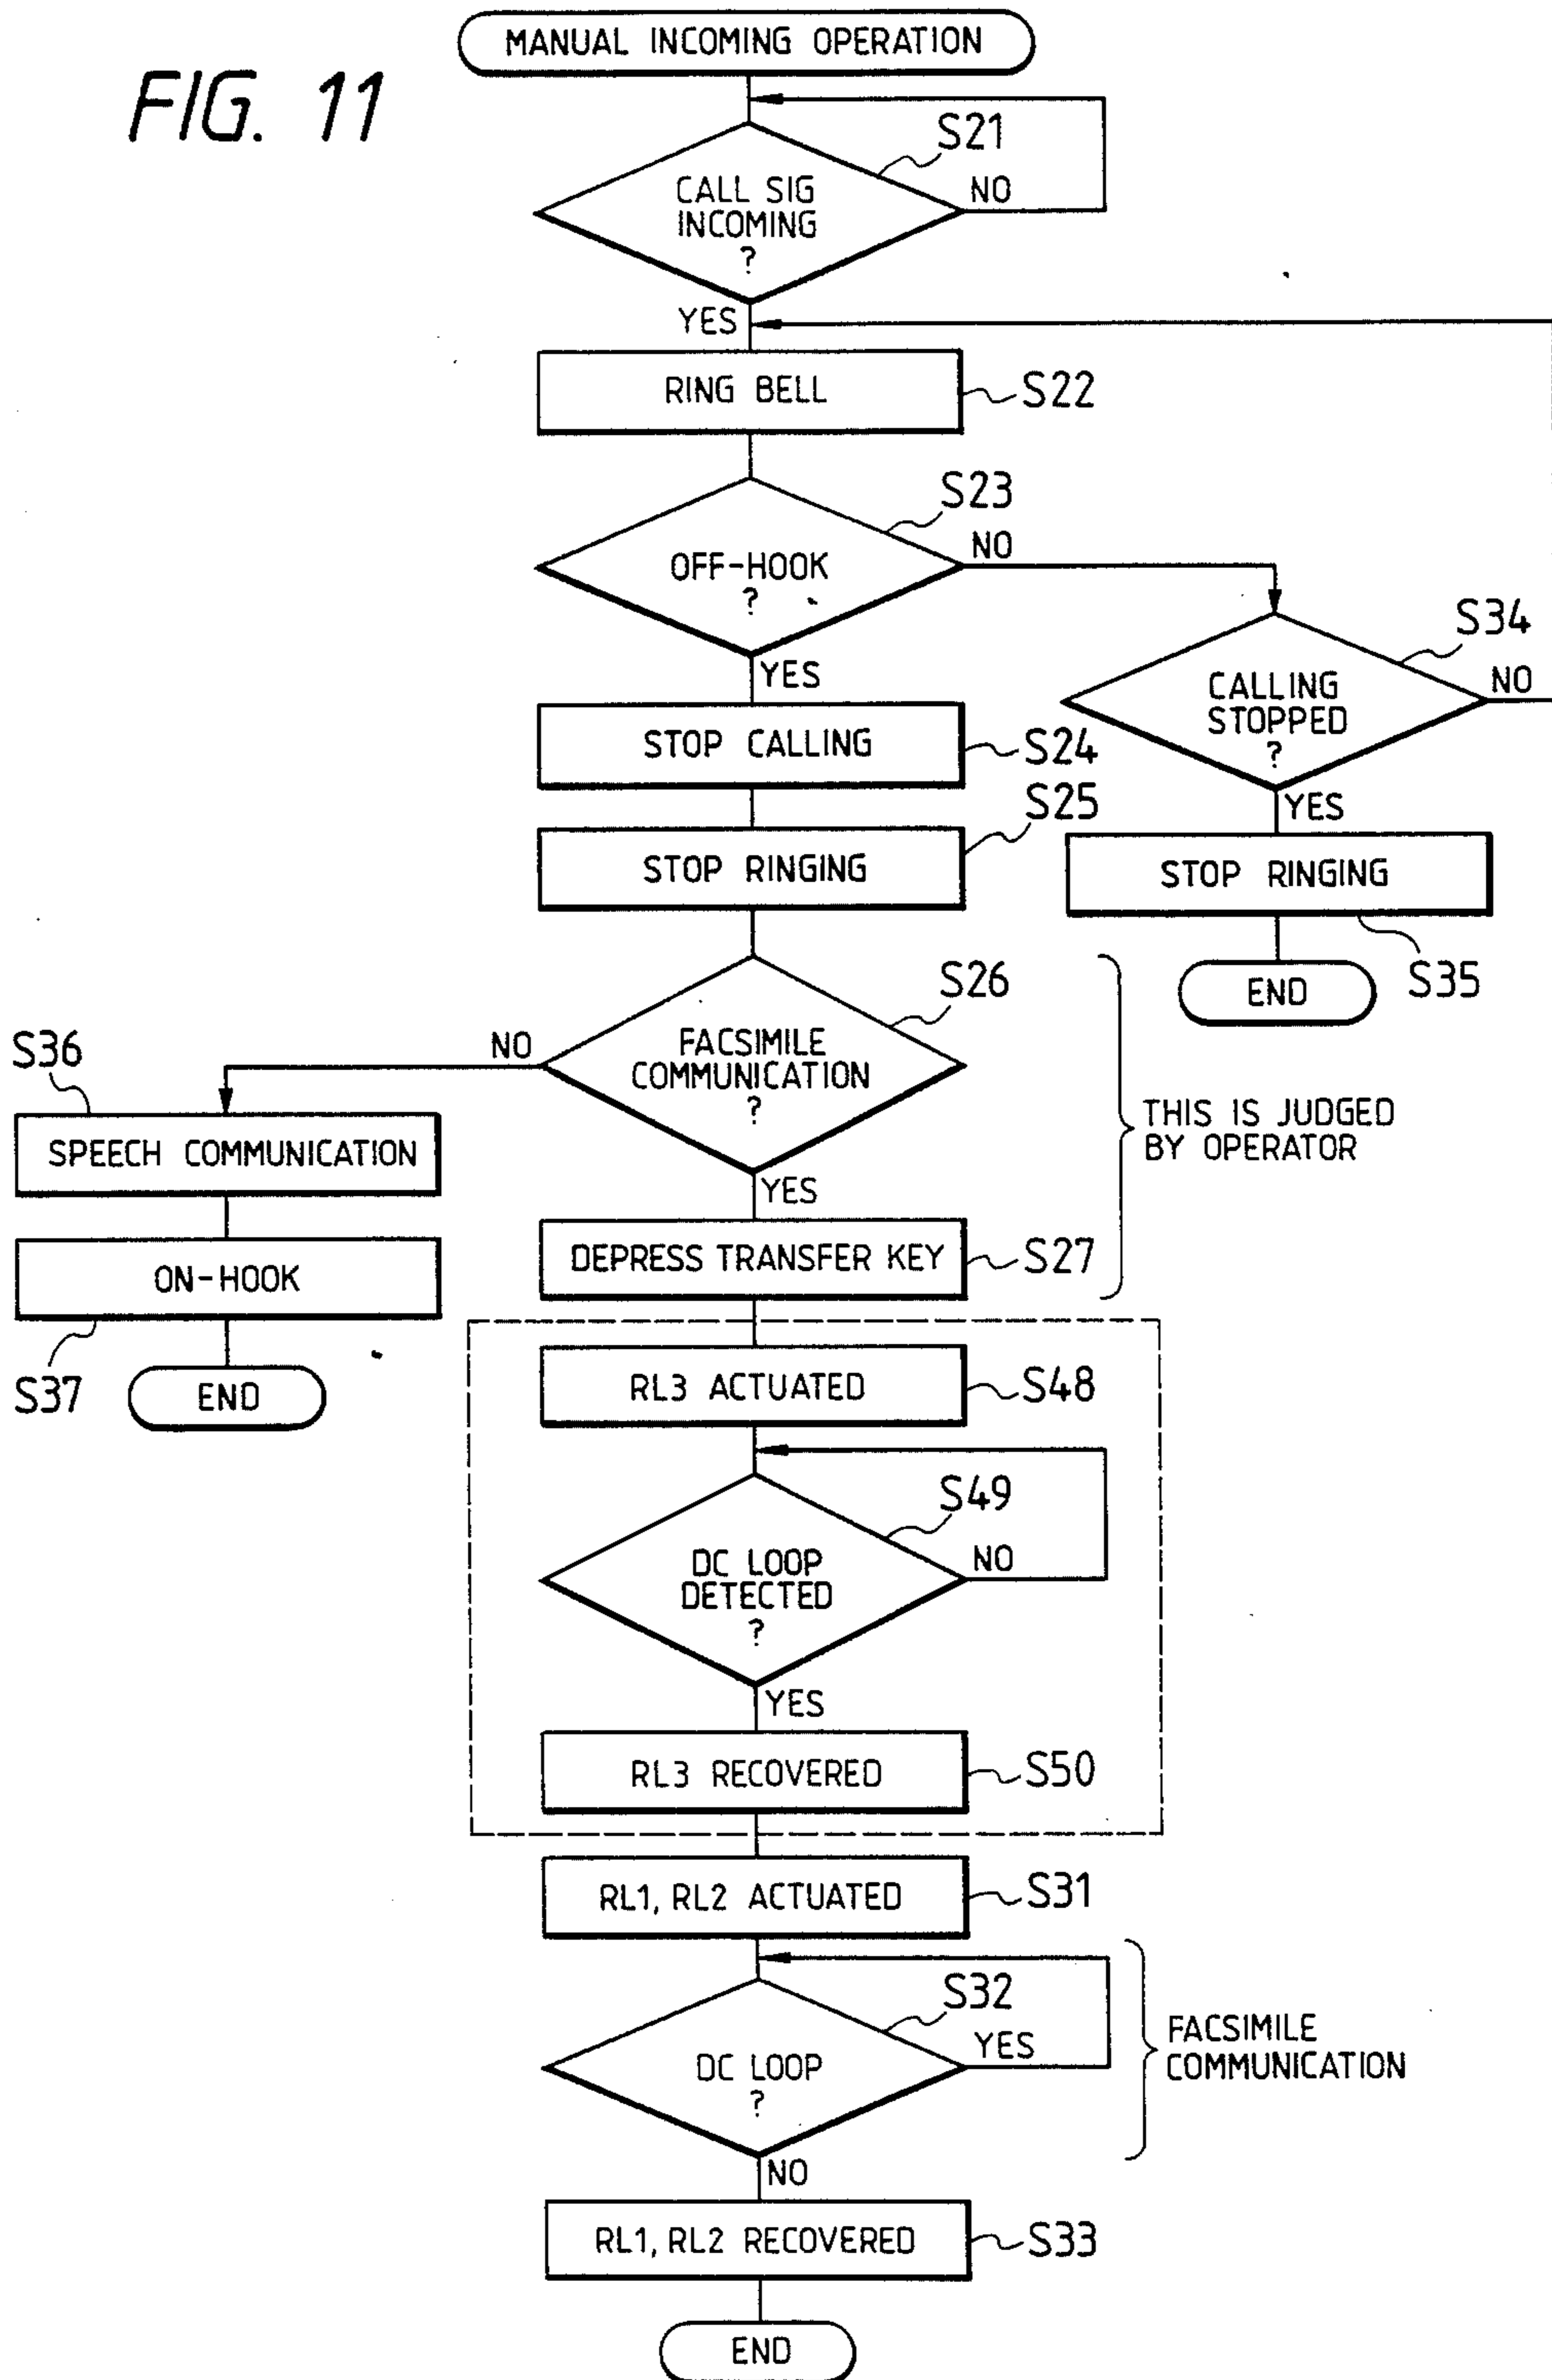 FIG. 11
MANUAL INCOMING OPERATION
S21
CALL SIG
INCOMING
?
NO
YES
RING BELL
S22
S23
OFF-HOOK
?
NO
YES
S34
CALLING
STOPPED
?
NO
YES
STOP CALLING
S24
S25
STOP RINGING
STOP RINGING
S35
END
S26
FACSIMILE
COMMUNICATION
?
NO
YES
S36
SPEECH COMMUNICATION
ON-HOOK
S37
END
THIS IS JUDGED
BY OPERATOR
DEPRESS TRANSFER KEY
S27
RL3 ACTUATED
S48
S49
DC LOOP
DETECTED
?
NO
YES
RL3 RECOVERED
S50
RL1, RL2 ACTUATED
S31
S32
DC LOOP
?
YES
FACSIMILE
COMMUNICATION
NO
RL1, RL2 RECOVERED
S33
END